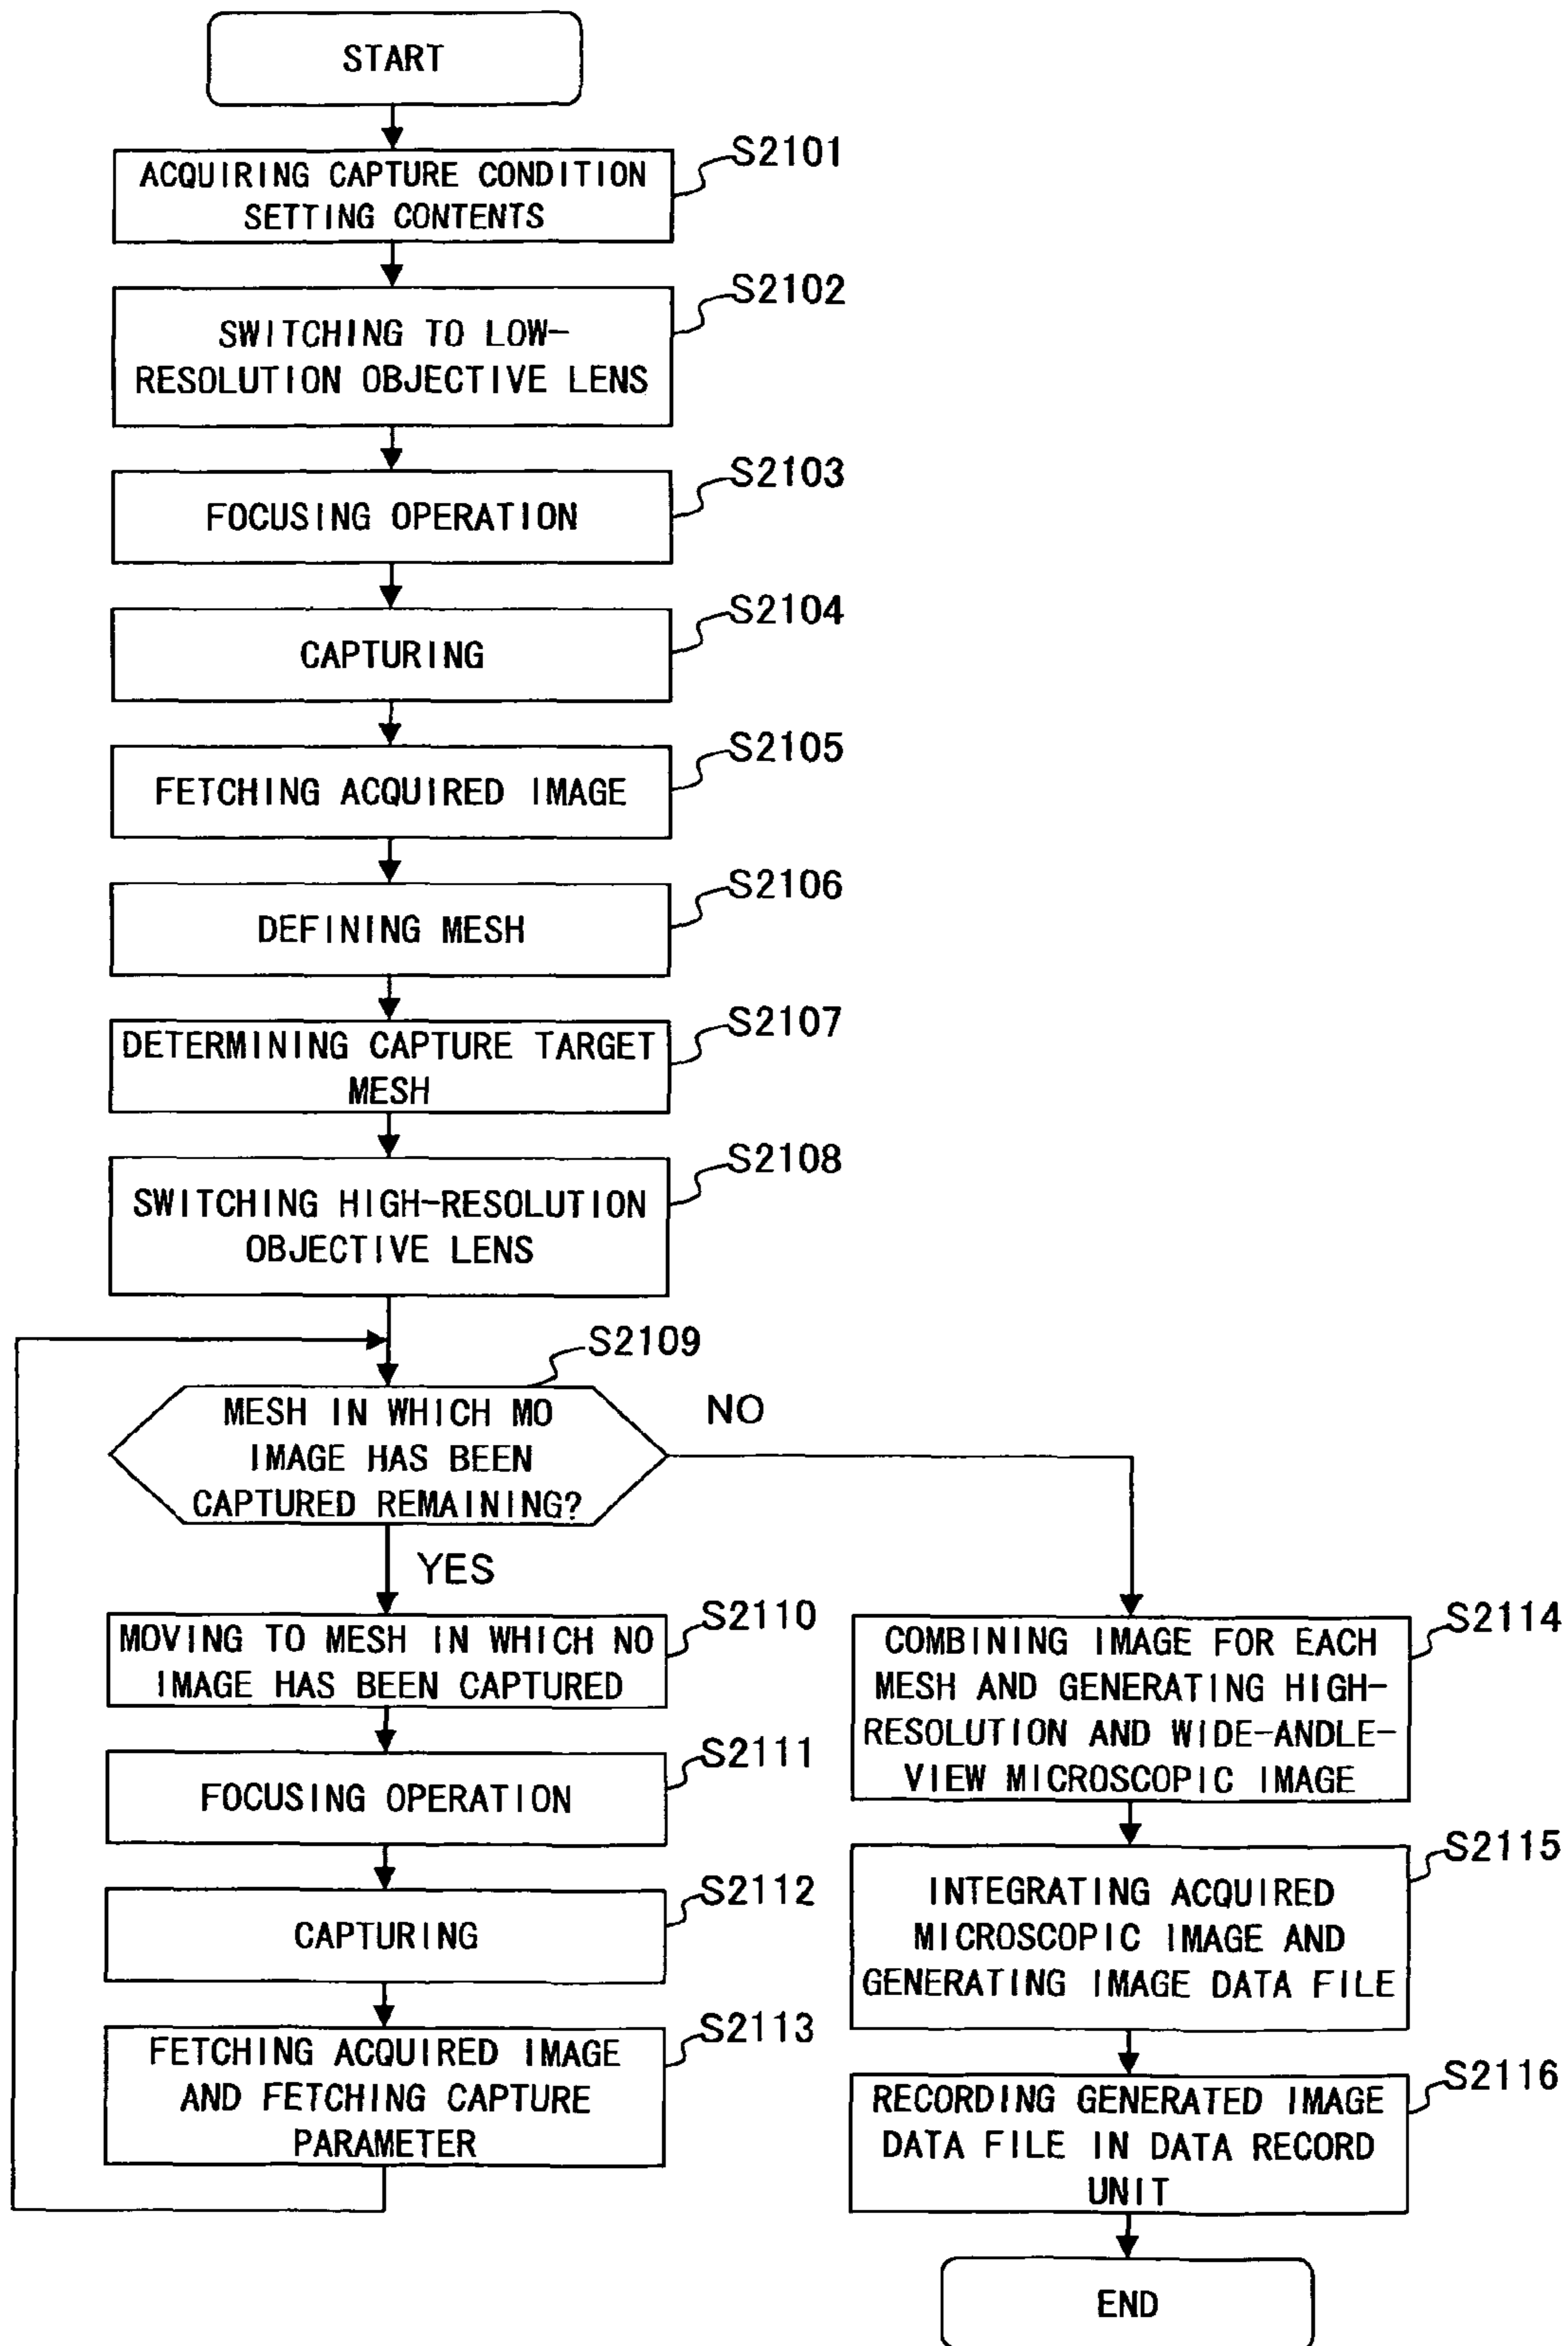 START
S2101
ACQUIRING CAPTURE CONDITION
SETTING CONTENTS
S2102
SWITCHING TO LOW-
RESOLUTION OBJECTIVE LENS
S2103
FOCUSING OPERATION
S2104
CAPTURING
S2105
FETCHING ACQUIRED IMAGE
S2106
DEFINING MESH
S2107
DETERMINING CAPTURE TARGET
MESH
S2108
SWITCHING HIGH-RESOLUTION
OBJECTIVE LENS
S2109
MESH IN WHICH MO
IMAGE HAS BEEN
CAPTURED REMAINING?
NO
YES
S2110
MOVING TO MESH IN WHICH NO
IMAGE HAS BEEN CAPTURED
S2111
FOCUSING OPERATION
S2112
CAPTURING
S2113
FETCHING ACQUIRED IMAGE
AND FETCHING CAPTURE
PARAMETER
S2114
COMBINING IMAGE FOR EACH
MESH AND GENERATING HIGH-
RESOLUTION AND WIDE-ANDLE-
VIEW MICROSCOPIC IMAGE
S2115
INTEGRATING ACQUIRED
MICROSCOPIC IMAGE AND
GENERATING IMAGE DATA FILE
S2116
RECORDING GENERATED IMAGE
DATA FILE IN DATA RECORD
UNIT
END